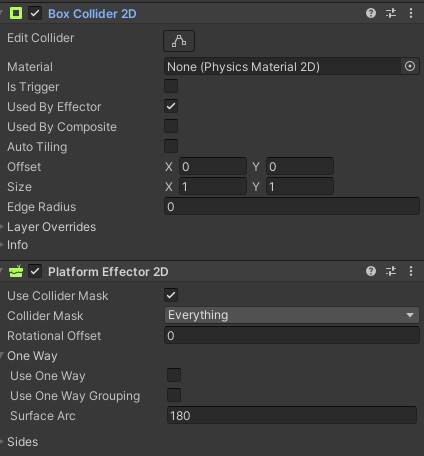 Box Collider 2D
Edit Collider
Material None (Physics Material 2D)
Is Trigger
Used By Effector
Used By Composite
Auto Tiling
Offset X 0 Y 0
Size X 1 Y 1
Edge Radius 0
Layer Overrides
Info
Platform Effector 2D
Use Collider Mask
Collider Mask Everything
Rotational Offset 0
One Way
Use One Way
Use One Way Grouping
Surface Arc 180
Sides